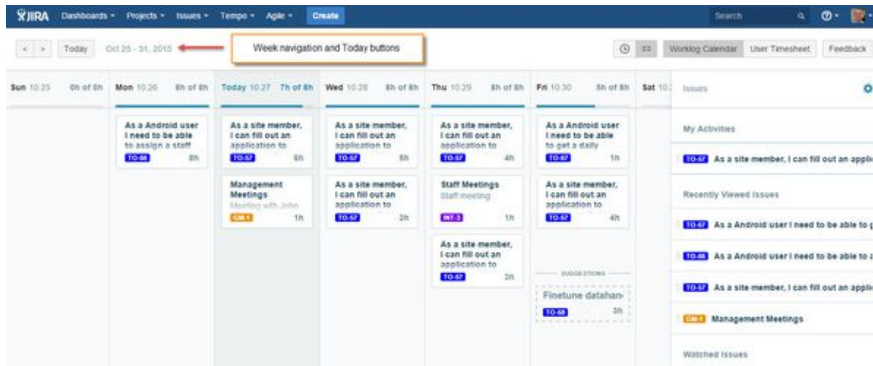 JIRA Dashboards Projects Issues Tempo Agile Create Search
< > Today Oct 25 - 31, 2015 Week navigation and Today buttons Worklog Calendar User Timesheet Feedback
Sun 10.25 0h of 8h Mon 10.26 8h of 8h Today 10.27 7h of 8h Wed 10.28 8h of 8h Thu 10.29 8h of 8h Fri 10.30 5h of 8h Sat Issues
As a Android user
I need to be able
to assign a staff
TO-66 8h
As a site member,
I can fill out an
application to
TO-57 6h
Management
Meetings
Meeting with John
GM-1 1h
As a site member,
I can fill out an
application to
TO-57 5h
As a site member,
I can fill out an
application to
TO-57 3h
As a site member,
I can fill out an
application to
TO-57 4h
Staff Meetings
Staff meeting
INT-3 1h
As a site member,
I can fill out an
application to
TO-57 3h
As a Android user
I need to be able
to get a daily
TO-67 1h
As a site member,
I can fill out an
application to
TO-57 4h
SUGGESTIONS
Finetune datahan
TO-68 3h
My Activities
TO-57 As a site member, I can fill out an applic
Recently Viewed Issues
TO-67 As a Android user I need to be able to g
TO-66 As a Android user I need to be able to a
TO-57 As a site member, I can fill out an applic
GM-1 Management Meetings
Watched Issues